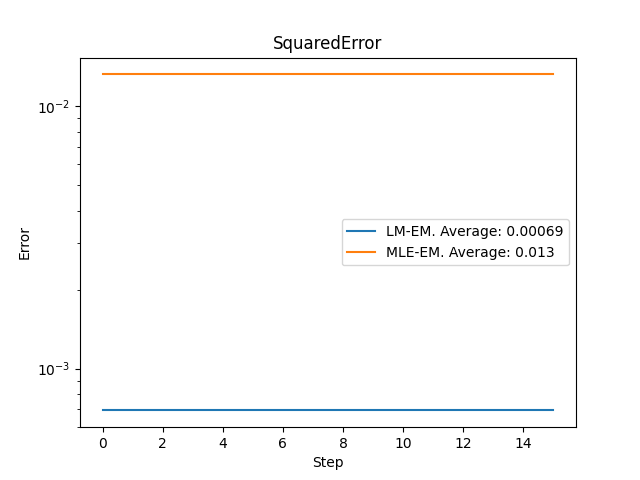 SquaredError
Error
10⁻²
10⁻³
LM-EM. Average: 0.00069
MLE-EM. Average: 0.013
0 2 4 6 8 10 12 14
Step